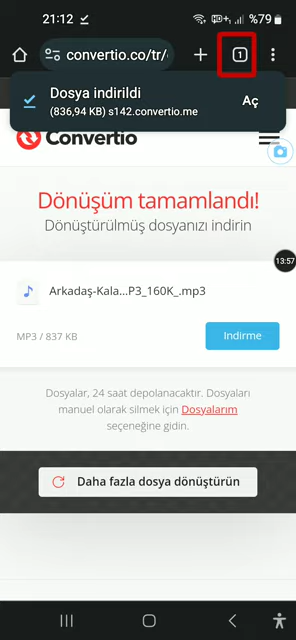 21:12
%79
convertio.co/tr/
1
Dosya indirildi
(836,94 KB) s142.convertio.me
Aç
Convertio
Dönüşüm tamamlandı!
Dönüştürülmüş dosyanızı indirin
13:57
Arkadaş-Kala...P3_160K_.mp3
MP3 / 837 KB
Indirme
Dosyalar, 24 saat depolanacaktır. Dosyaları
manuel olarak silmek için Dosyalarım
seçeneğine gidin.
Daha fazla dosya dönüştürün